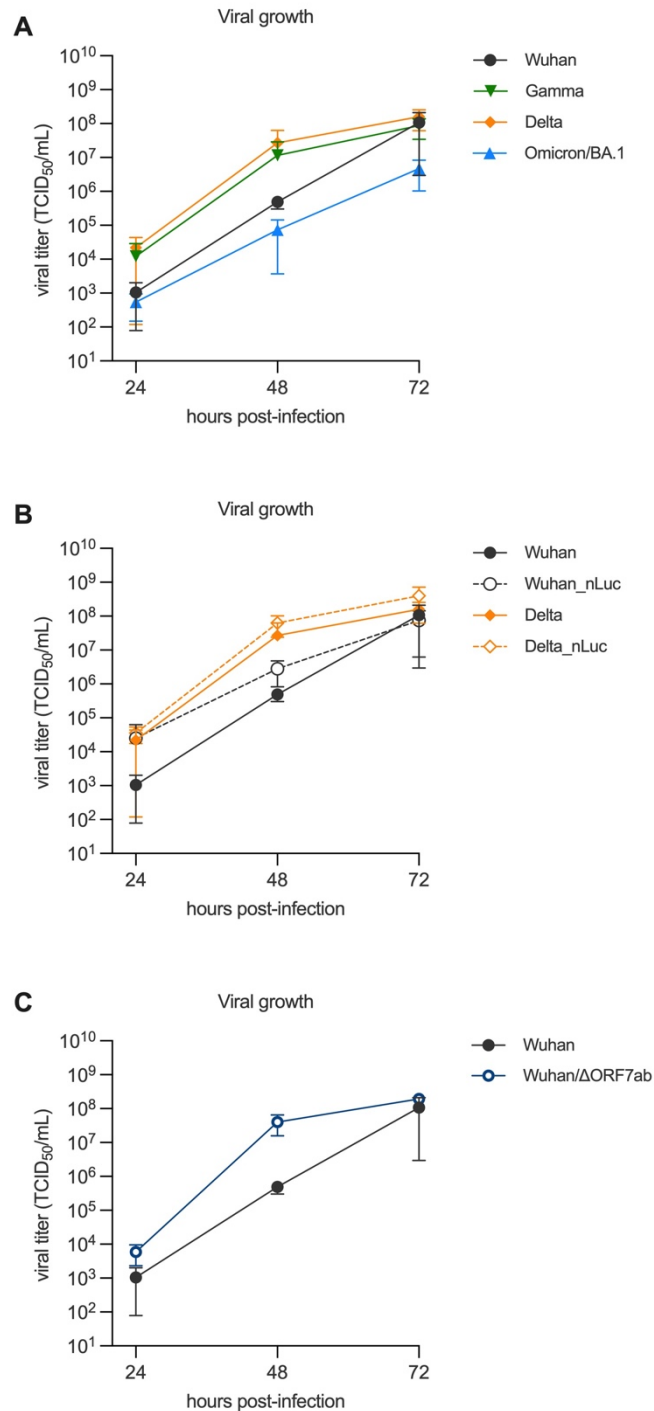 A
Viral growth
viral titer (TCID50/mL)
10^10
10^9
10^8
10^7
10^6
10^5
10^4
10^3
10^2
10^1
24
48
72
hours post-infection
Wuhan
Gamma
Delta
Omicron/BA.1
B
Viral growth
viral titer (TCID50/mL)
10^10
10^9
10^8
10^7
10^6
10^5
10^4
10^3
10^2
10^1
24
48
72
hours post-infection
Wuhan
Wuhan_nLuc
Delta
Delta_nLuc
C
Viral growth
viral titer (TCID50/mL)
10^10
10^9
10^8
10^7
10^6
10^5
10^4
10^3
10^2
10^1
24
48
72
hours post-infection
Wuhan
Wuhan/ΔORF7ab